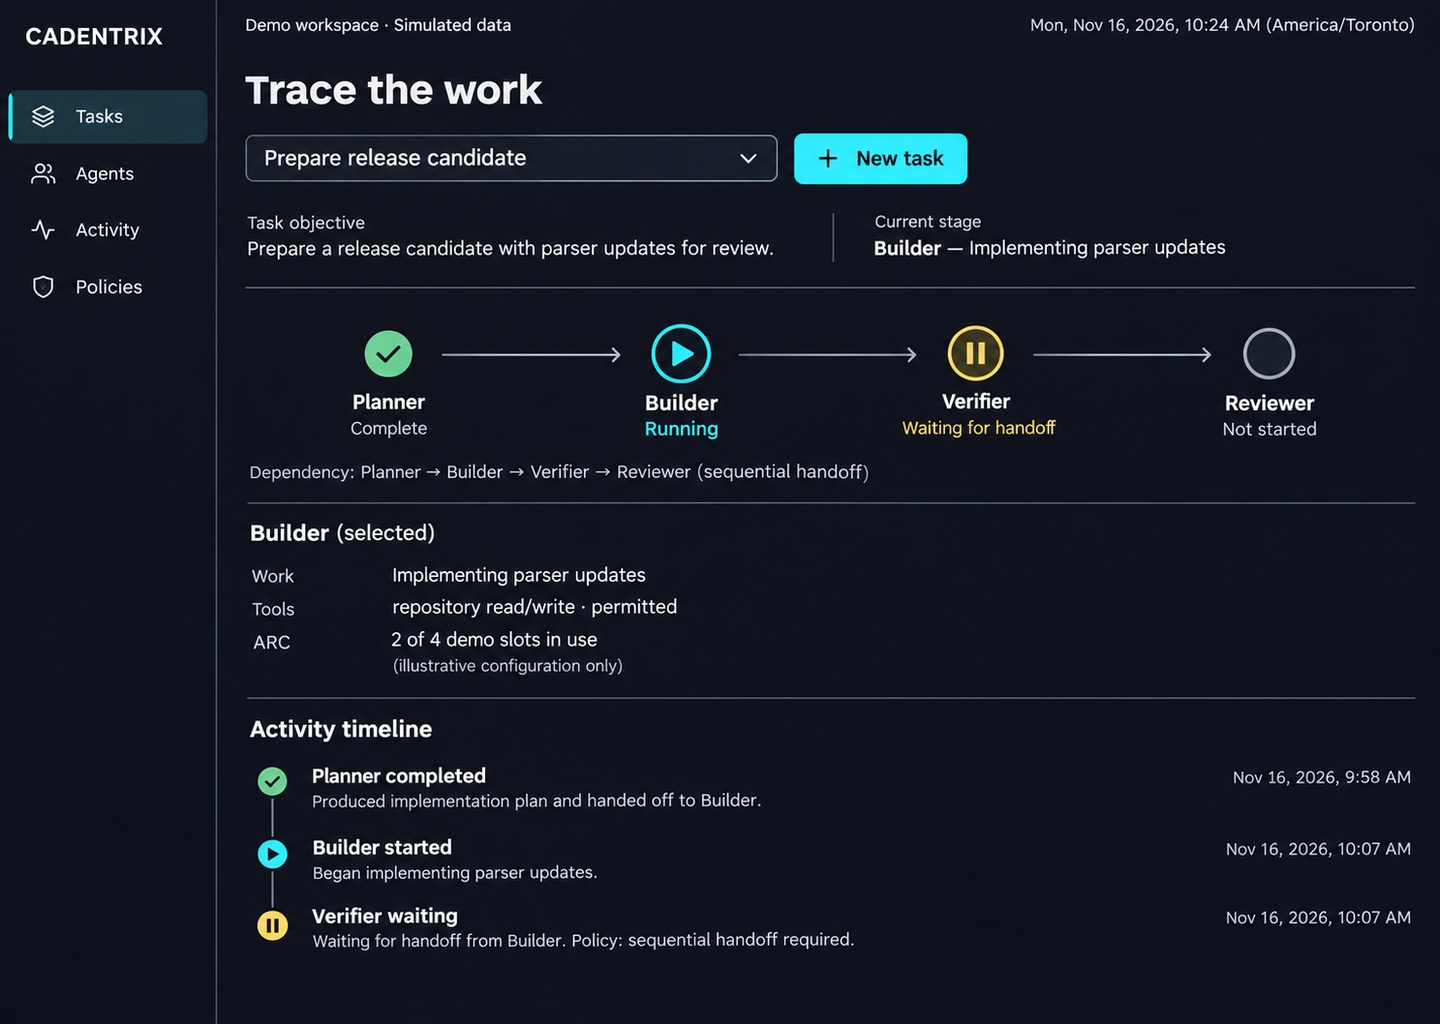 CADENTRIX
Tasks
Agents
Activity
Policies
Demo workspace · Simulated data
Mon, Nov 16, 2026, 10:24 AM (America/Toronto)
Trace the work
Prepare release candidate
+ New task
Task objective
Prepare a release candidate with parser updates for review.
Current stage
Builder — Implementing parser updates
Planner
Complete
Builder
Running
Verifier
Waiting for handoff
Reviewer
Not started
Dependency: Planner → Builder → Verifier → Reviewer (sequential handoff)
Builder (selected)
Work
Implementing parser updates
Tools
repository read/write · permitted
ARC
2 of 4 demo slots in use
(illustrative configuration only)
Activity timeline
Planner completed
Nov 16, 2026, 9:58 AM
Produced implementation plan and handed off to Builder.
Builder started
Nov 16, 2026, 10:07 AM
Began implementing parser updates.
Verifier waiting
Nov 16, 2026, 10:07 AM
Waiting for handoff from Builder. Policy: sequential handoff required.